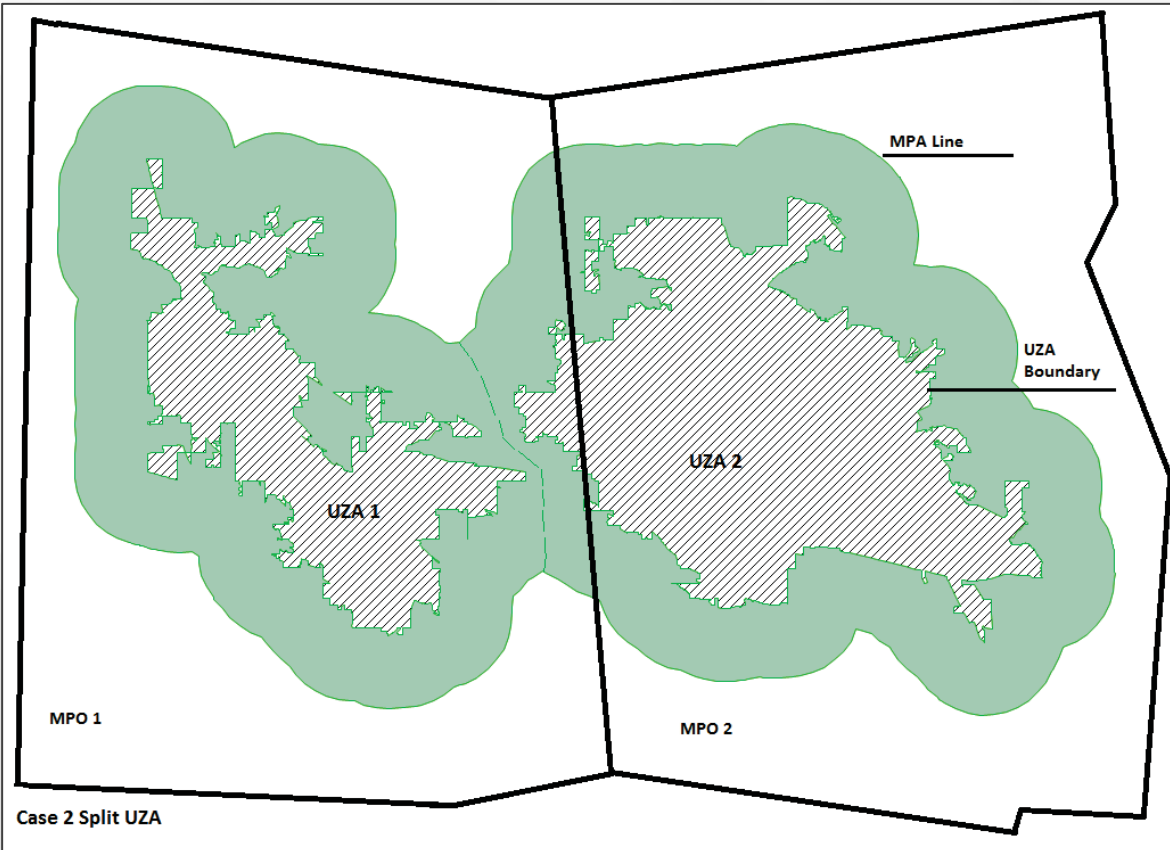 MPA Line
UZA
Boundary
UZA 2
UZA 1
MPO 1
MPO 2
Case 2 Split UZA